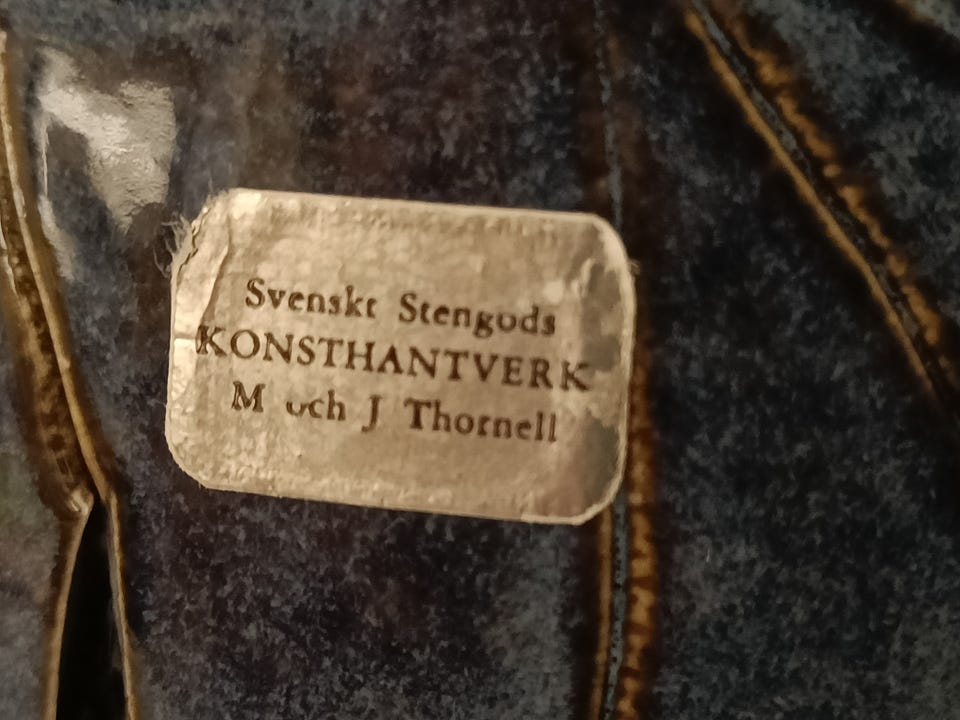 Svenskt Stengods
KONSTHANTVERK
M och J Thornell